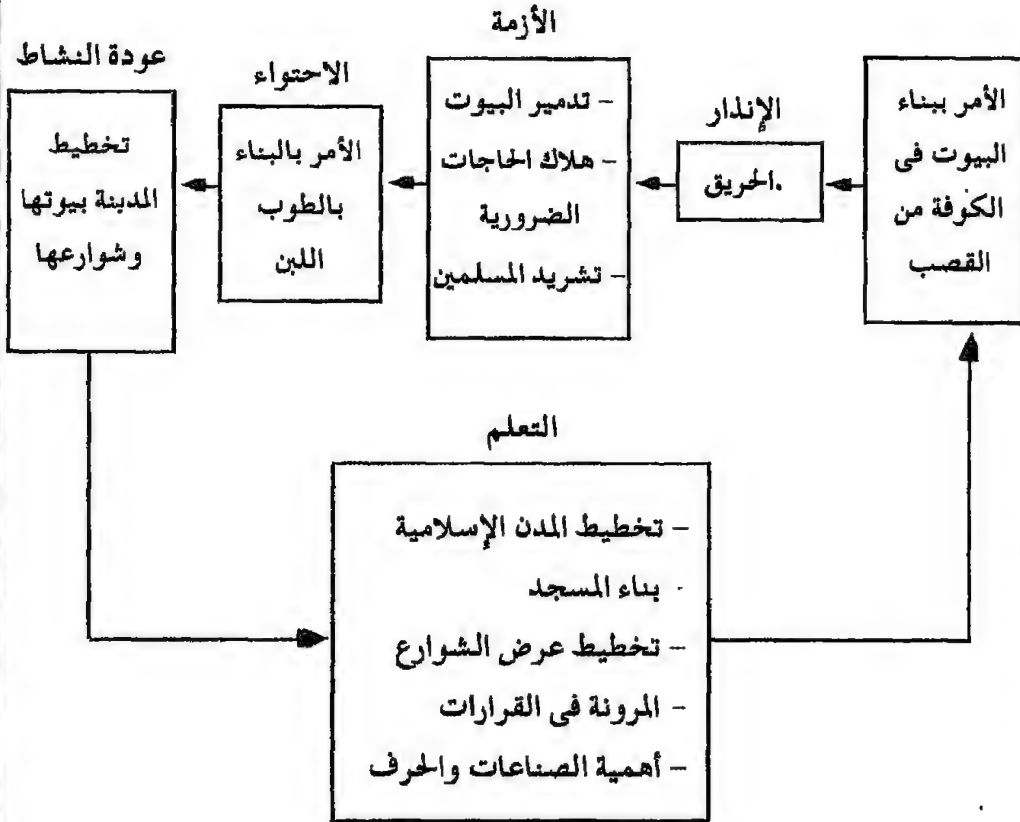 الأمر ببناء
البيوت فى
الكوفة من
القصب
الإنذار
الحريق.
الأزمة
- تدمير البيوت
- هلاك الحاجات
الضرورية
- تشريد المسلمين
الاحتواء
الأمر بالبناء
بالطوب
اللبن
عودة النشاط
تخطيط
المدينة بيوتها
وشوارعها
التعلم
- تخطيط المدن الإسلامية
- بناء المسجد
- تخطيط عرض الشوارع
- المرونة فى القرارات
- أهمية الصناعات والحرف